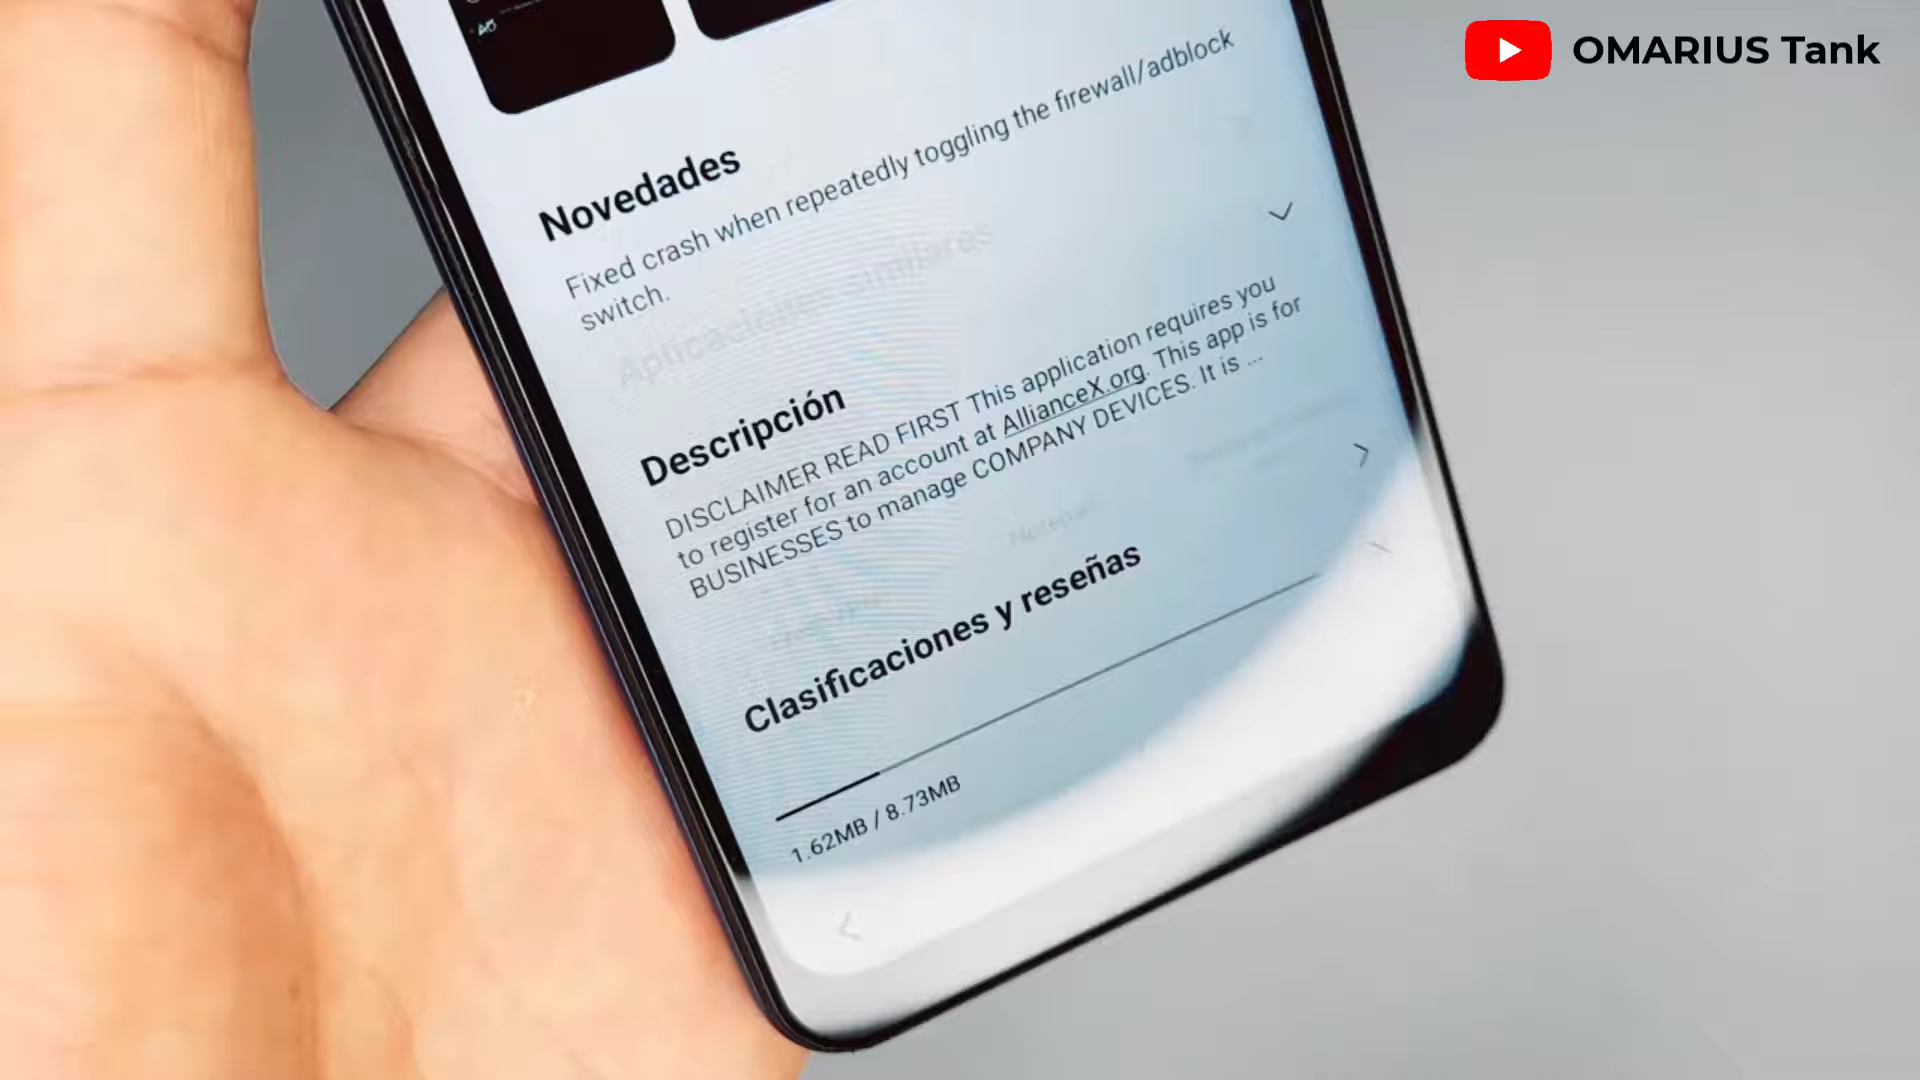 OMARIUS Tank
Novedades
Fixed crash when repeatedly toggling the firewall/adblock
switch.
Aplicaciones similares
Descripción
DISCLAIMER READ FIRST This application requires you
to register for an account at AllianceX.org. This app is for
BUSINESSES to manage COMPANY DEVICES. It is ...
Clasificaciones y reseñas
1.62MB / 8.73MB